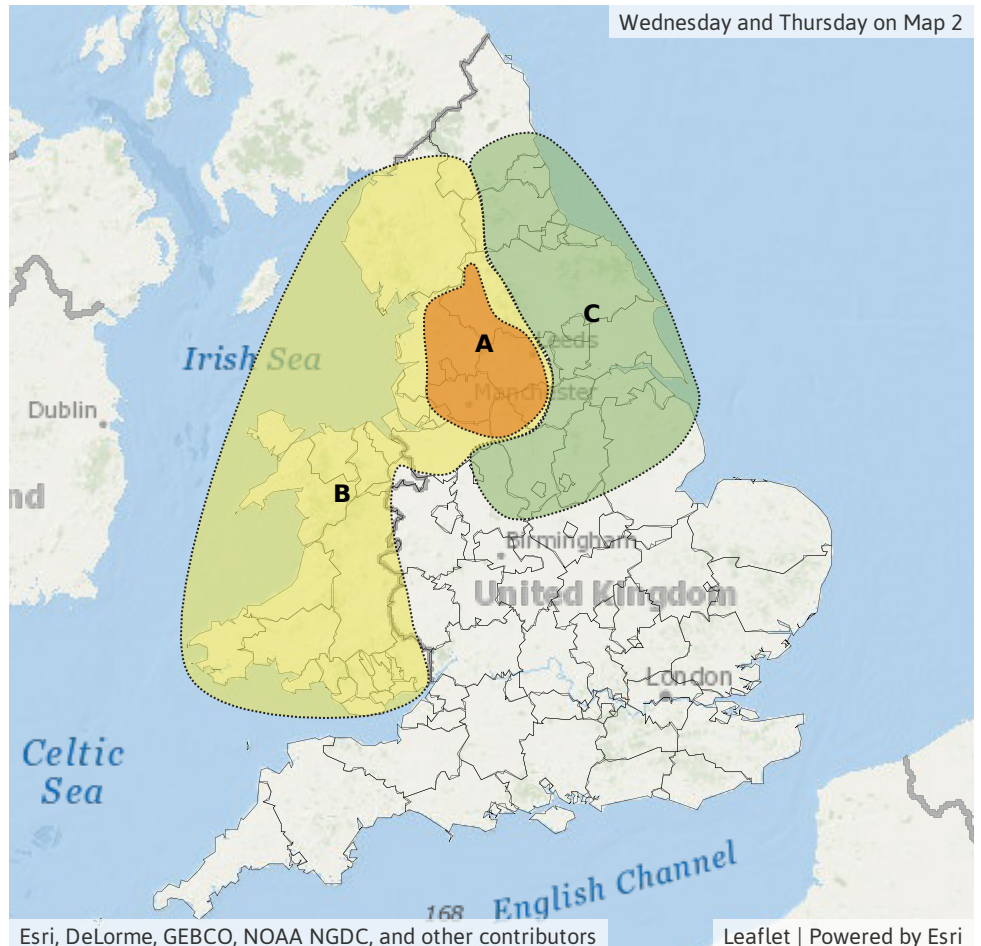 Wednesday and Thursday on Map 2
C
A
Leeds
Irish Sea
Manchester
Dublin
B
nd
Birmingham
United Kingdom
London
Celtic
Sea
English Channel
168
Esri, DeLorme, GEBCO, NOAA NGDC, and other contributors
Leaflet | Powered by Esri